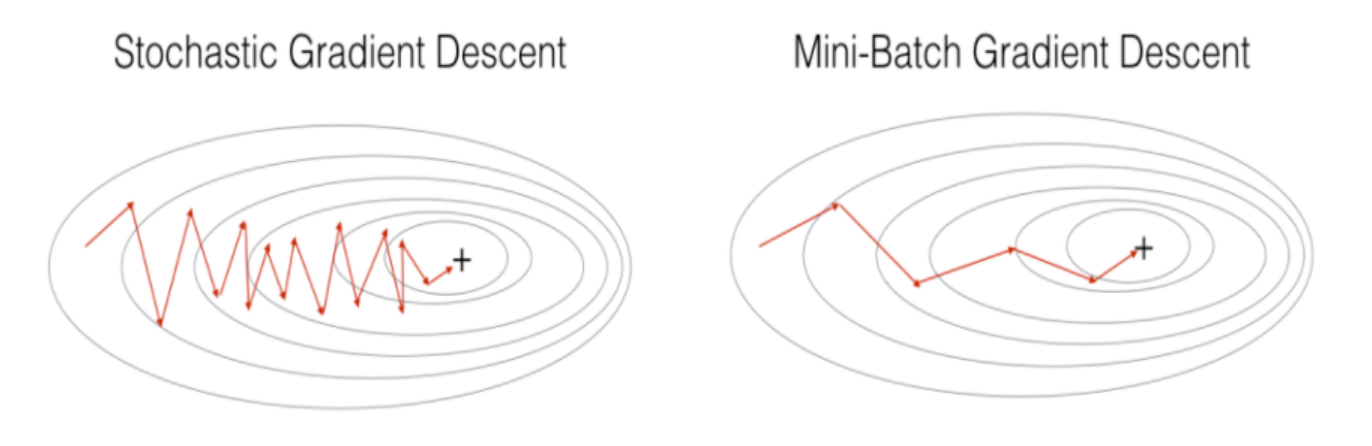 Stochastic Gradient Descent
Mini-Batch Gradient Descent